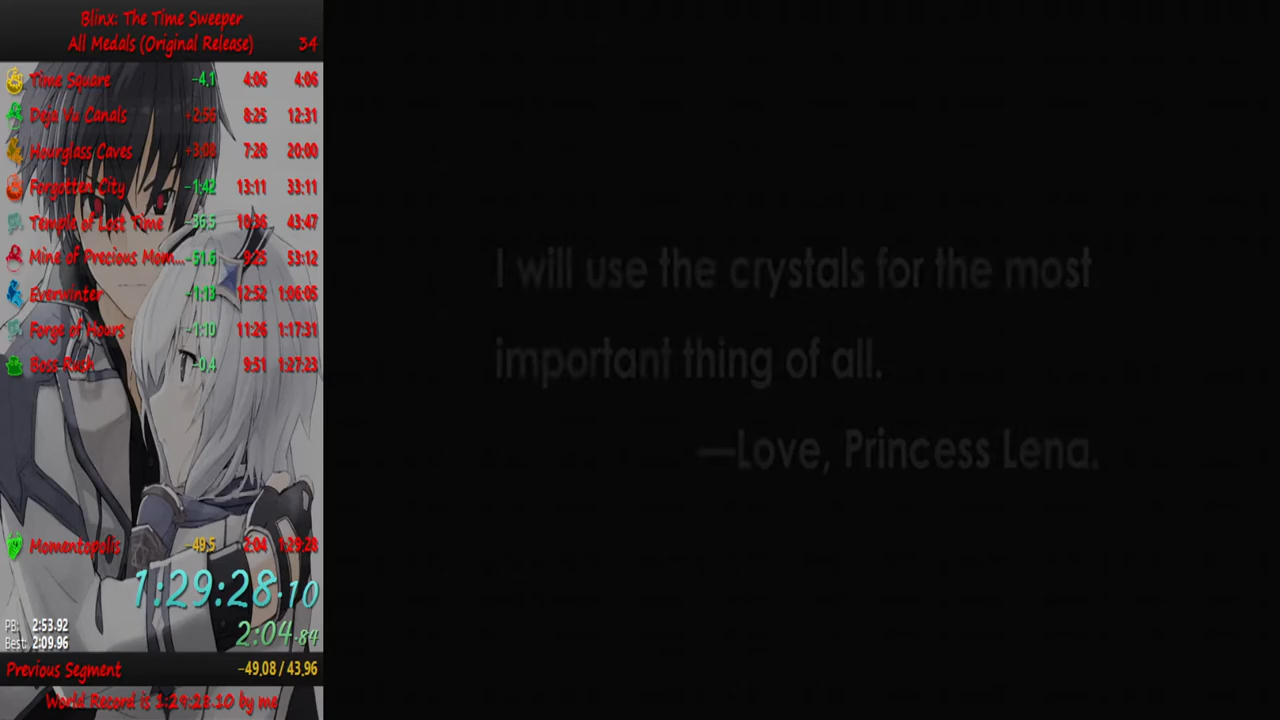 Blinx: The Time Sweeper
All Medals (Original Release) 34
Time Square -4.1 4:06 4:06
Deja Vu Canals +2:56 8:25 12:31
Hourglass Caves +3:08 7:28 20:00
Forgotten City -1:42 13:11 33:11
Temple of Lost Time -36.5 10:36 43:47
Mine of Precious Mom... -51.6 9:25 53:12
Everwinter -1:18 12:52 1:06:05
Forge of Hours -1:10 11:26 1:17:31
Boss Rush -0.4 9:51 1:27:23
Momentopolis -49.5 2:04 1:29:28
1:29:28.10
PB: 2:53.92
Best: 2:09.96
2:04.84
Previous Segment -49.08 / 43.96
World Record is 1:29:28.10 by me
I will use the crystals for the most
important thing of all.
—Love, Princess Lena.